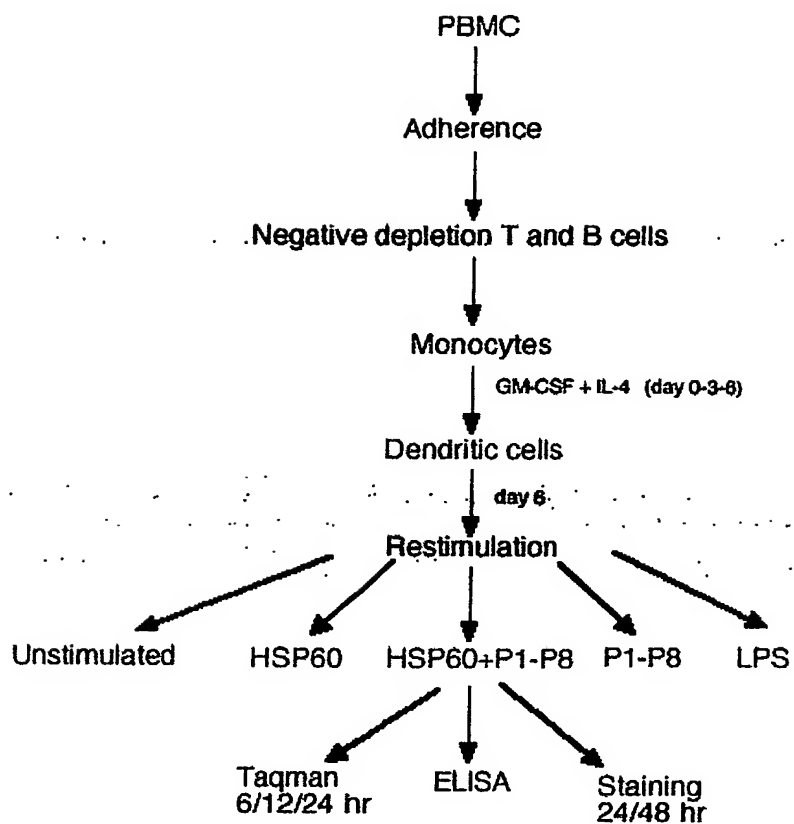 PBMC
Adherence
Negative depletion T and B cells
Monocytes
GM-CSF + IL-4 (day 0-3-6)
Dendritic cells
day 6
Restimulation
Unstimulated HSP60 HSP60+P1-P8 P1-P8 LPS
Taqman ELISA Staining
6/12/24 hr 24/48 hr